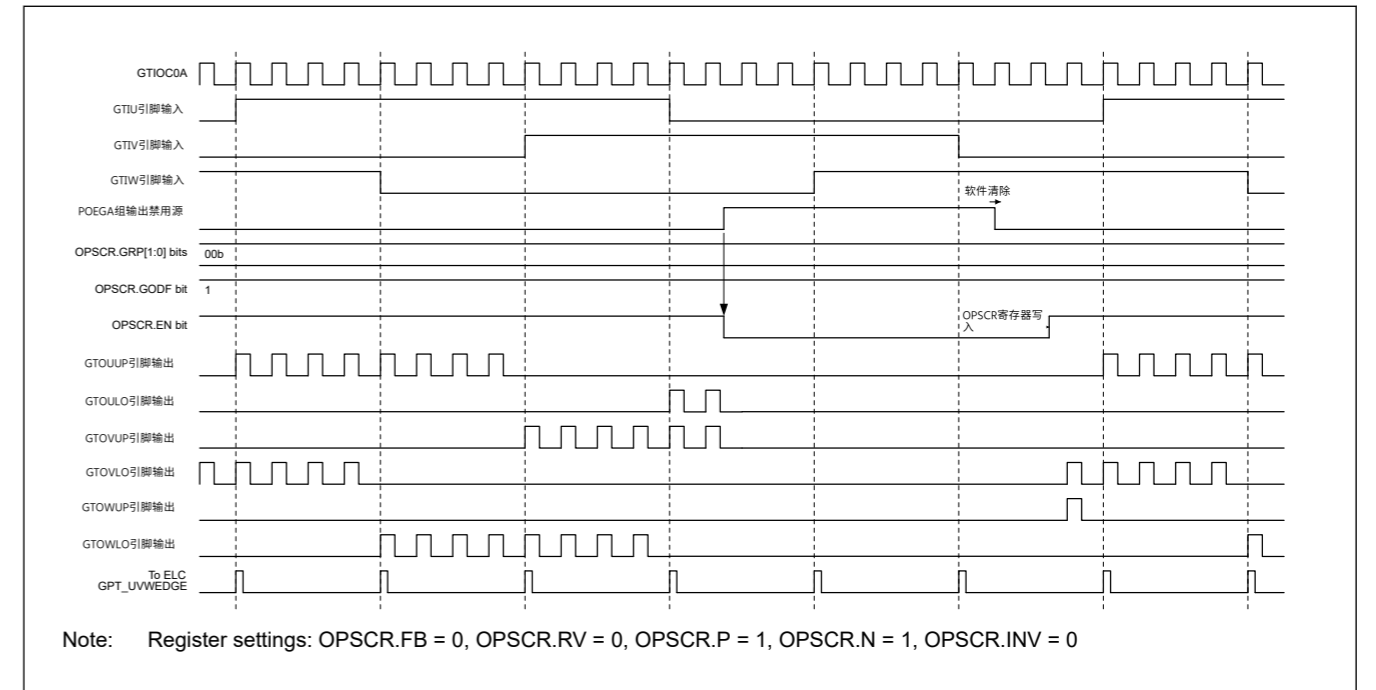 GTIOC0A
GTIU引脚输入
GTIV引脚输入
GTIW引脚输入
软件清除
POEGA组输出禁用源
OPSCR.GRP[1:0] bits 00b
OPSCR.GODF bit 1
OPSCR.EN bit
OPSCR寄存器写
入
GTOUUP引脚输出
GTOULO引脚输出
GTOVUP引脚输出
GTOVLO引脚输出
GTOWUP引脚输出
GTOWLO引脚输出
To ELC
GPT_UVWEDGE
Note: Register settings: OPSCR.FB = 0, OPSCR.RV = 0, OPSCR.P = 1, OPSCR.N = 1, OPSCR.INV = 0